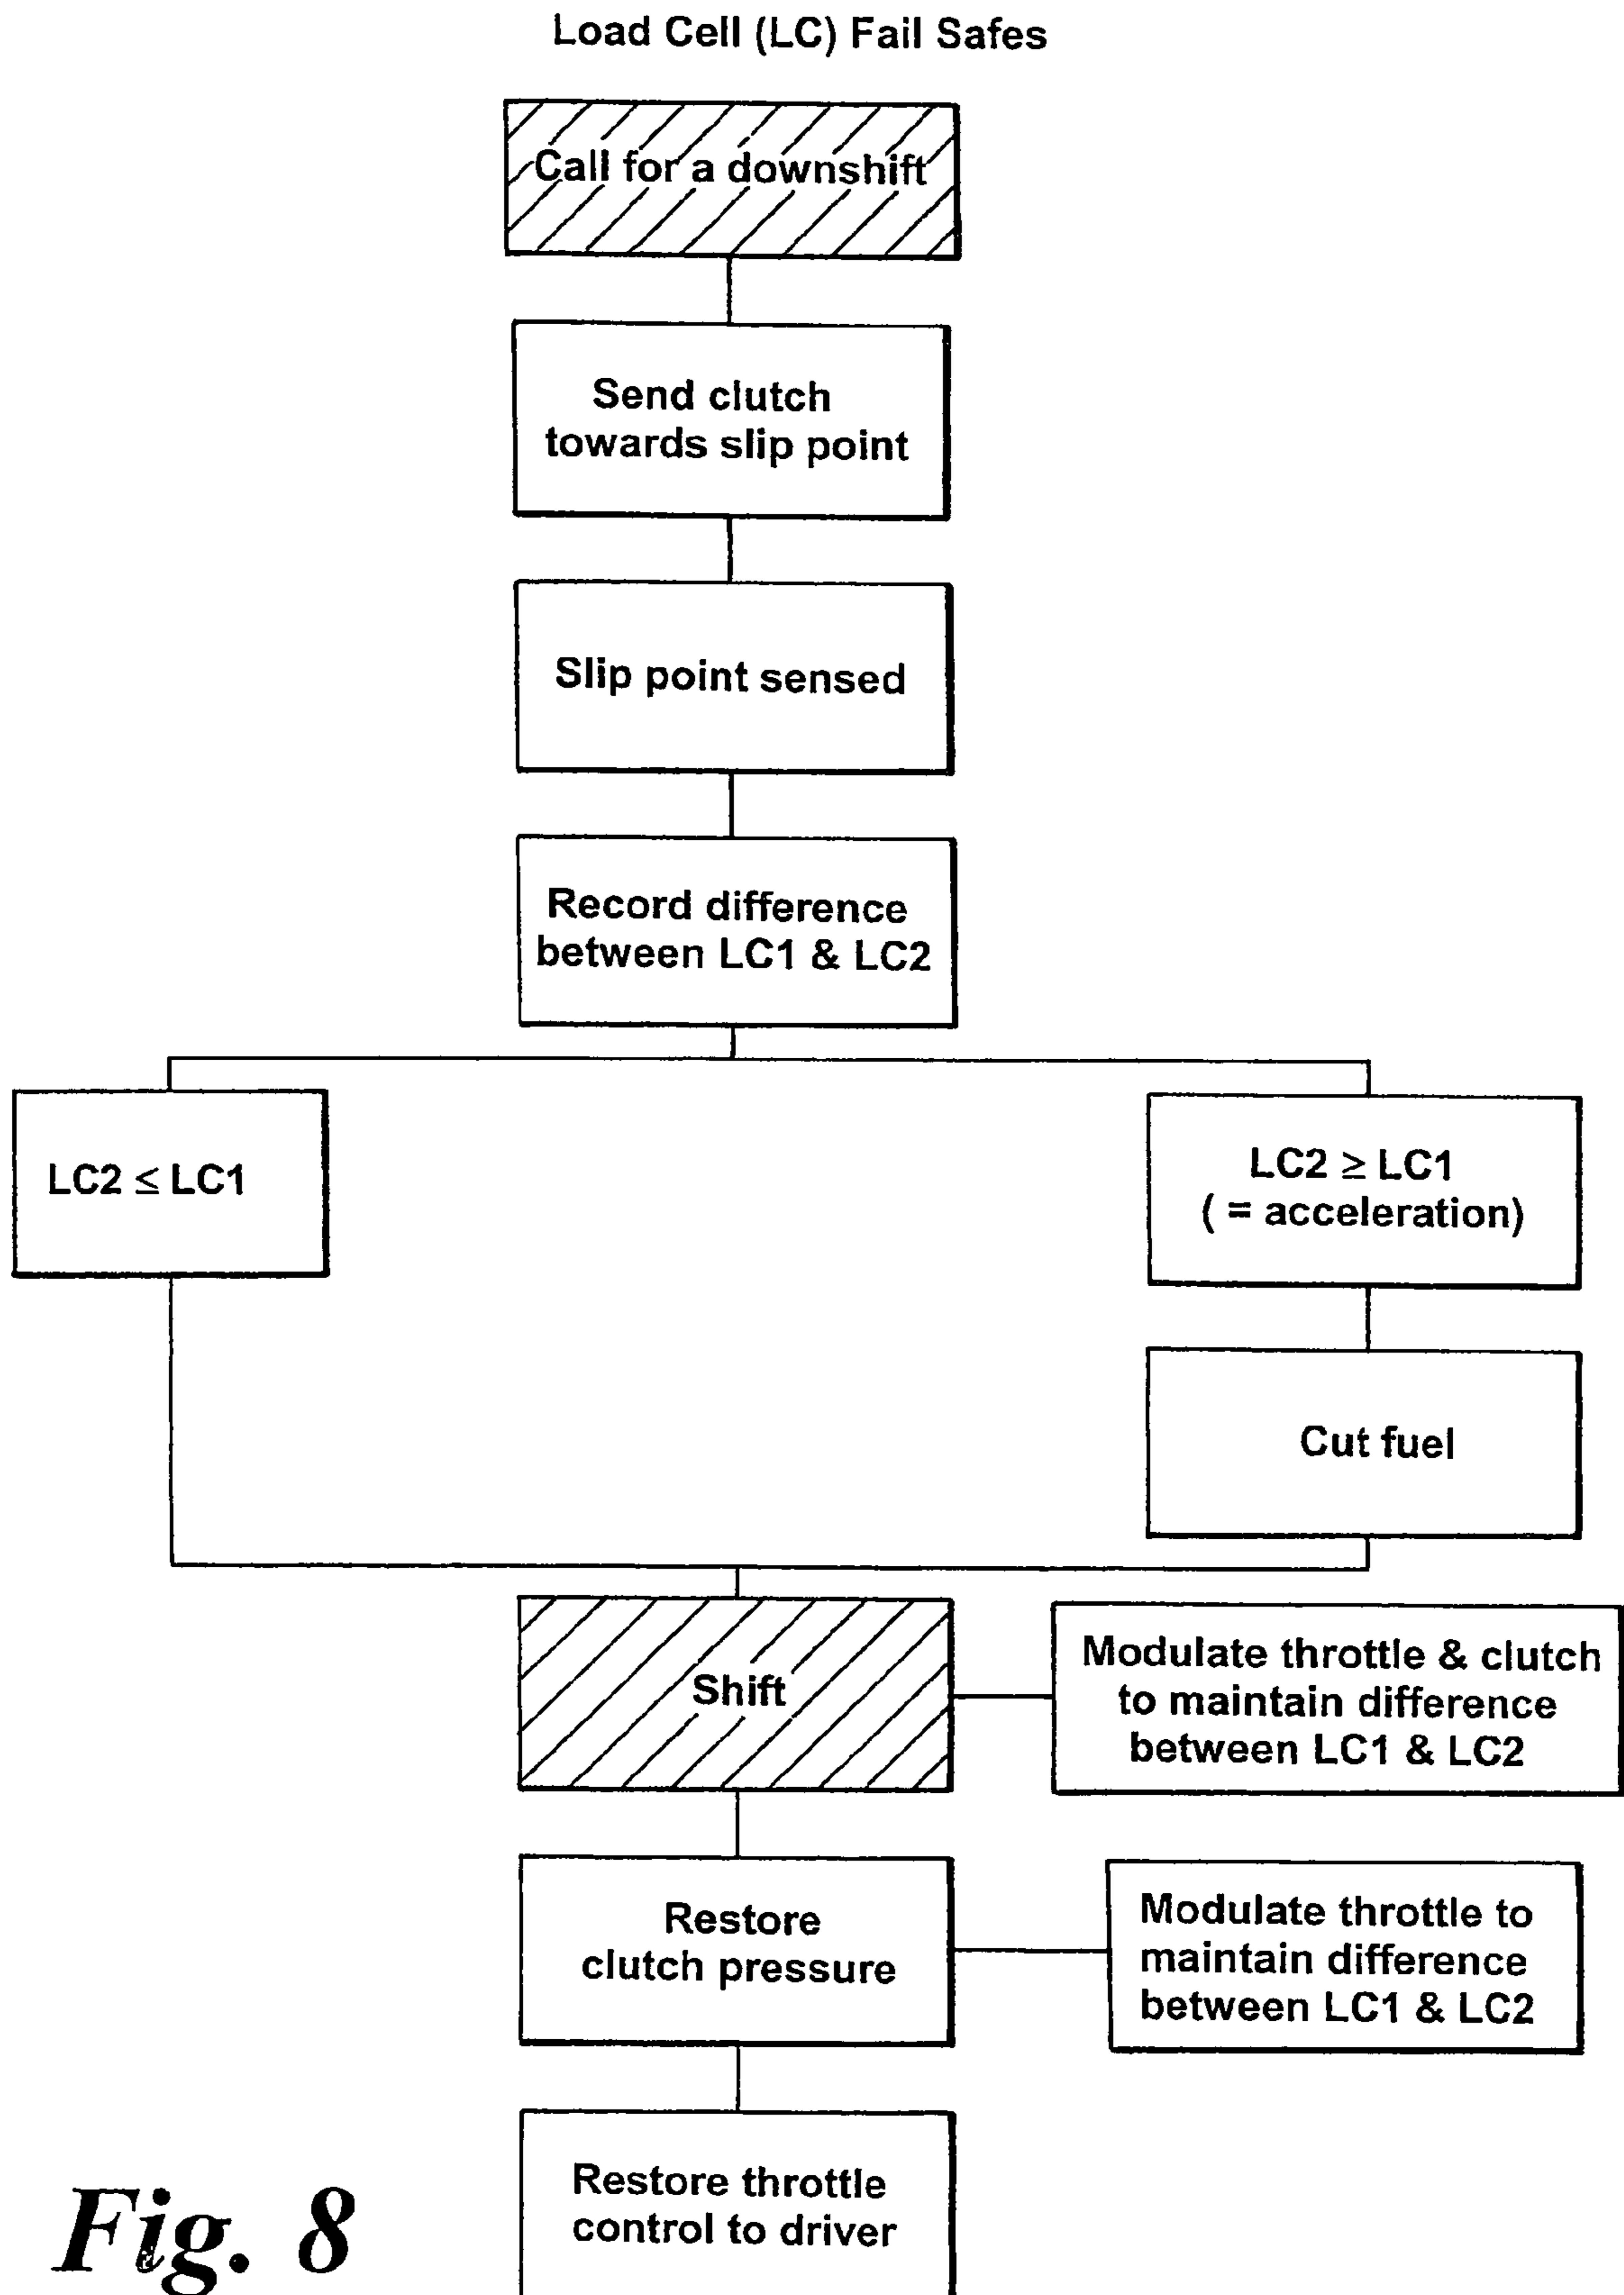 Load Cell (LC) Fail Safes
Call for a downshift
Send clutch
towards slip point
Slip point sensed
Record difference
between LC1 & LC2
LC2 ≤ LC1
LC2 ≥ LC1
( = acceleration)
Cut fuel
Shift
Modulate throttle & clutch
to maintain difference
between LC1 & LC2
Restore
clutch pressure
Modulate throttle to
maintain difference
between LC1 & LC2
Restore throttle
control to driver
Fig. 8